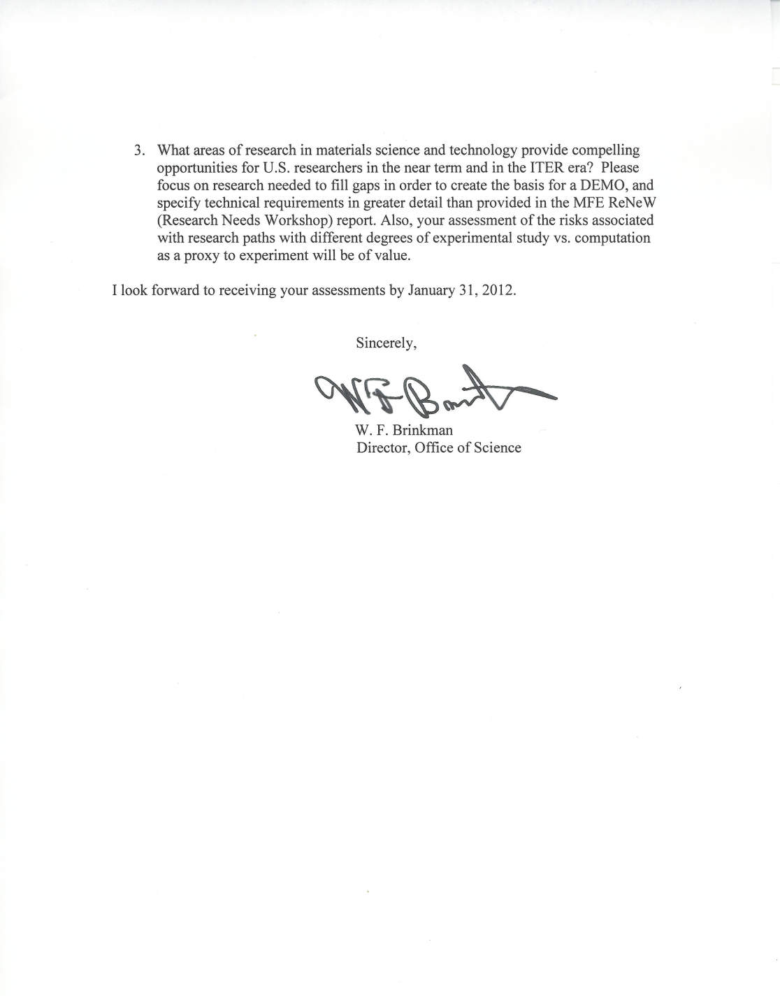 3. What areas of research in materials science and technology provide compelling
opportunities for U.S. researchers in the near term and in the ITER era? Please
focus on research needed to fill gaps in order to create the basis for a DEMO, and
specify technical requirements in greater detail than provided in the MFE ReNeW
(Research Needs Workshop) report. Also, your assessment of the risks associated
with research paths with different degrees of experimental study vs. computation
as a proxy to experiment will be of value.
I look forward to receiving your assessments by January 31, 2012.
Sincerely,
W. F. Brinkman
Director, Office of Science